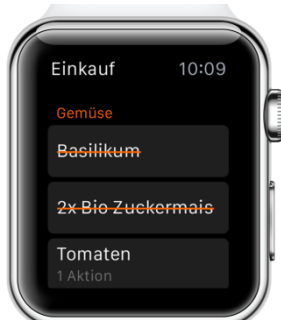 Einkauf 10:09
Gemüse
Basilikum
2x Bio Zuckermais
Tomaten
1 Aktion